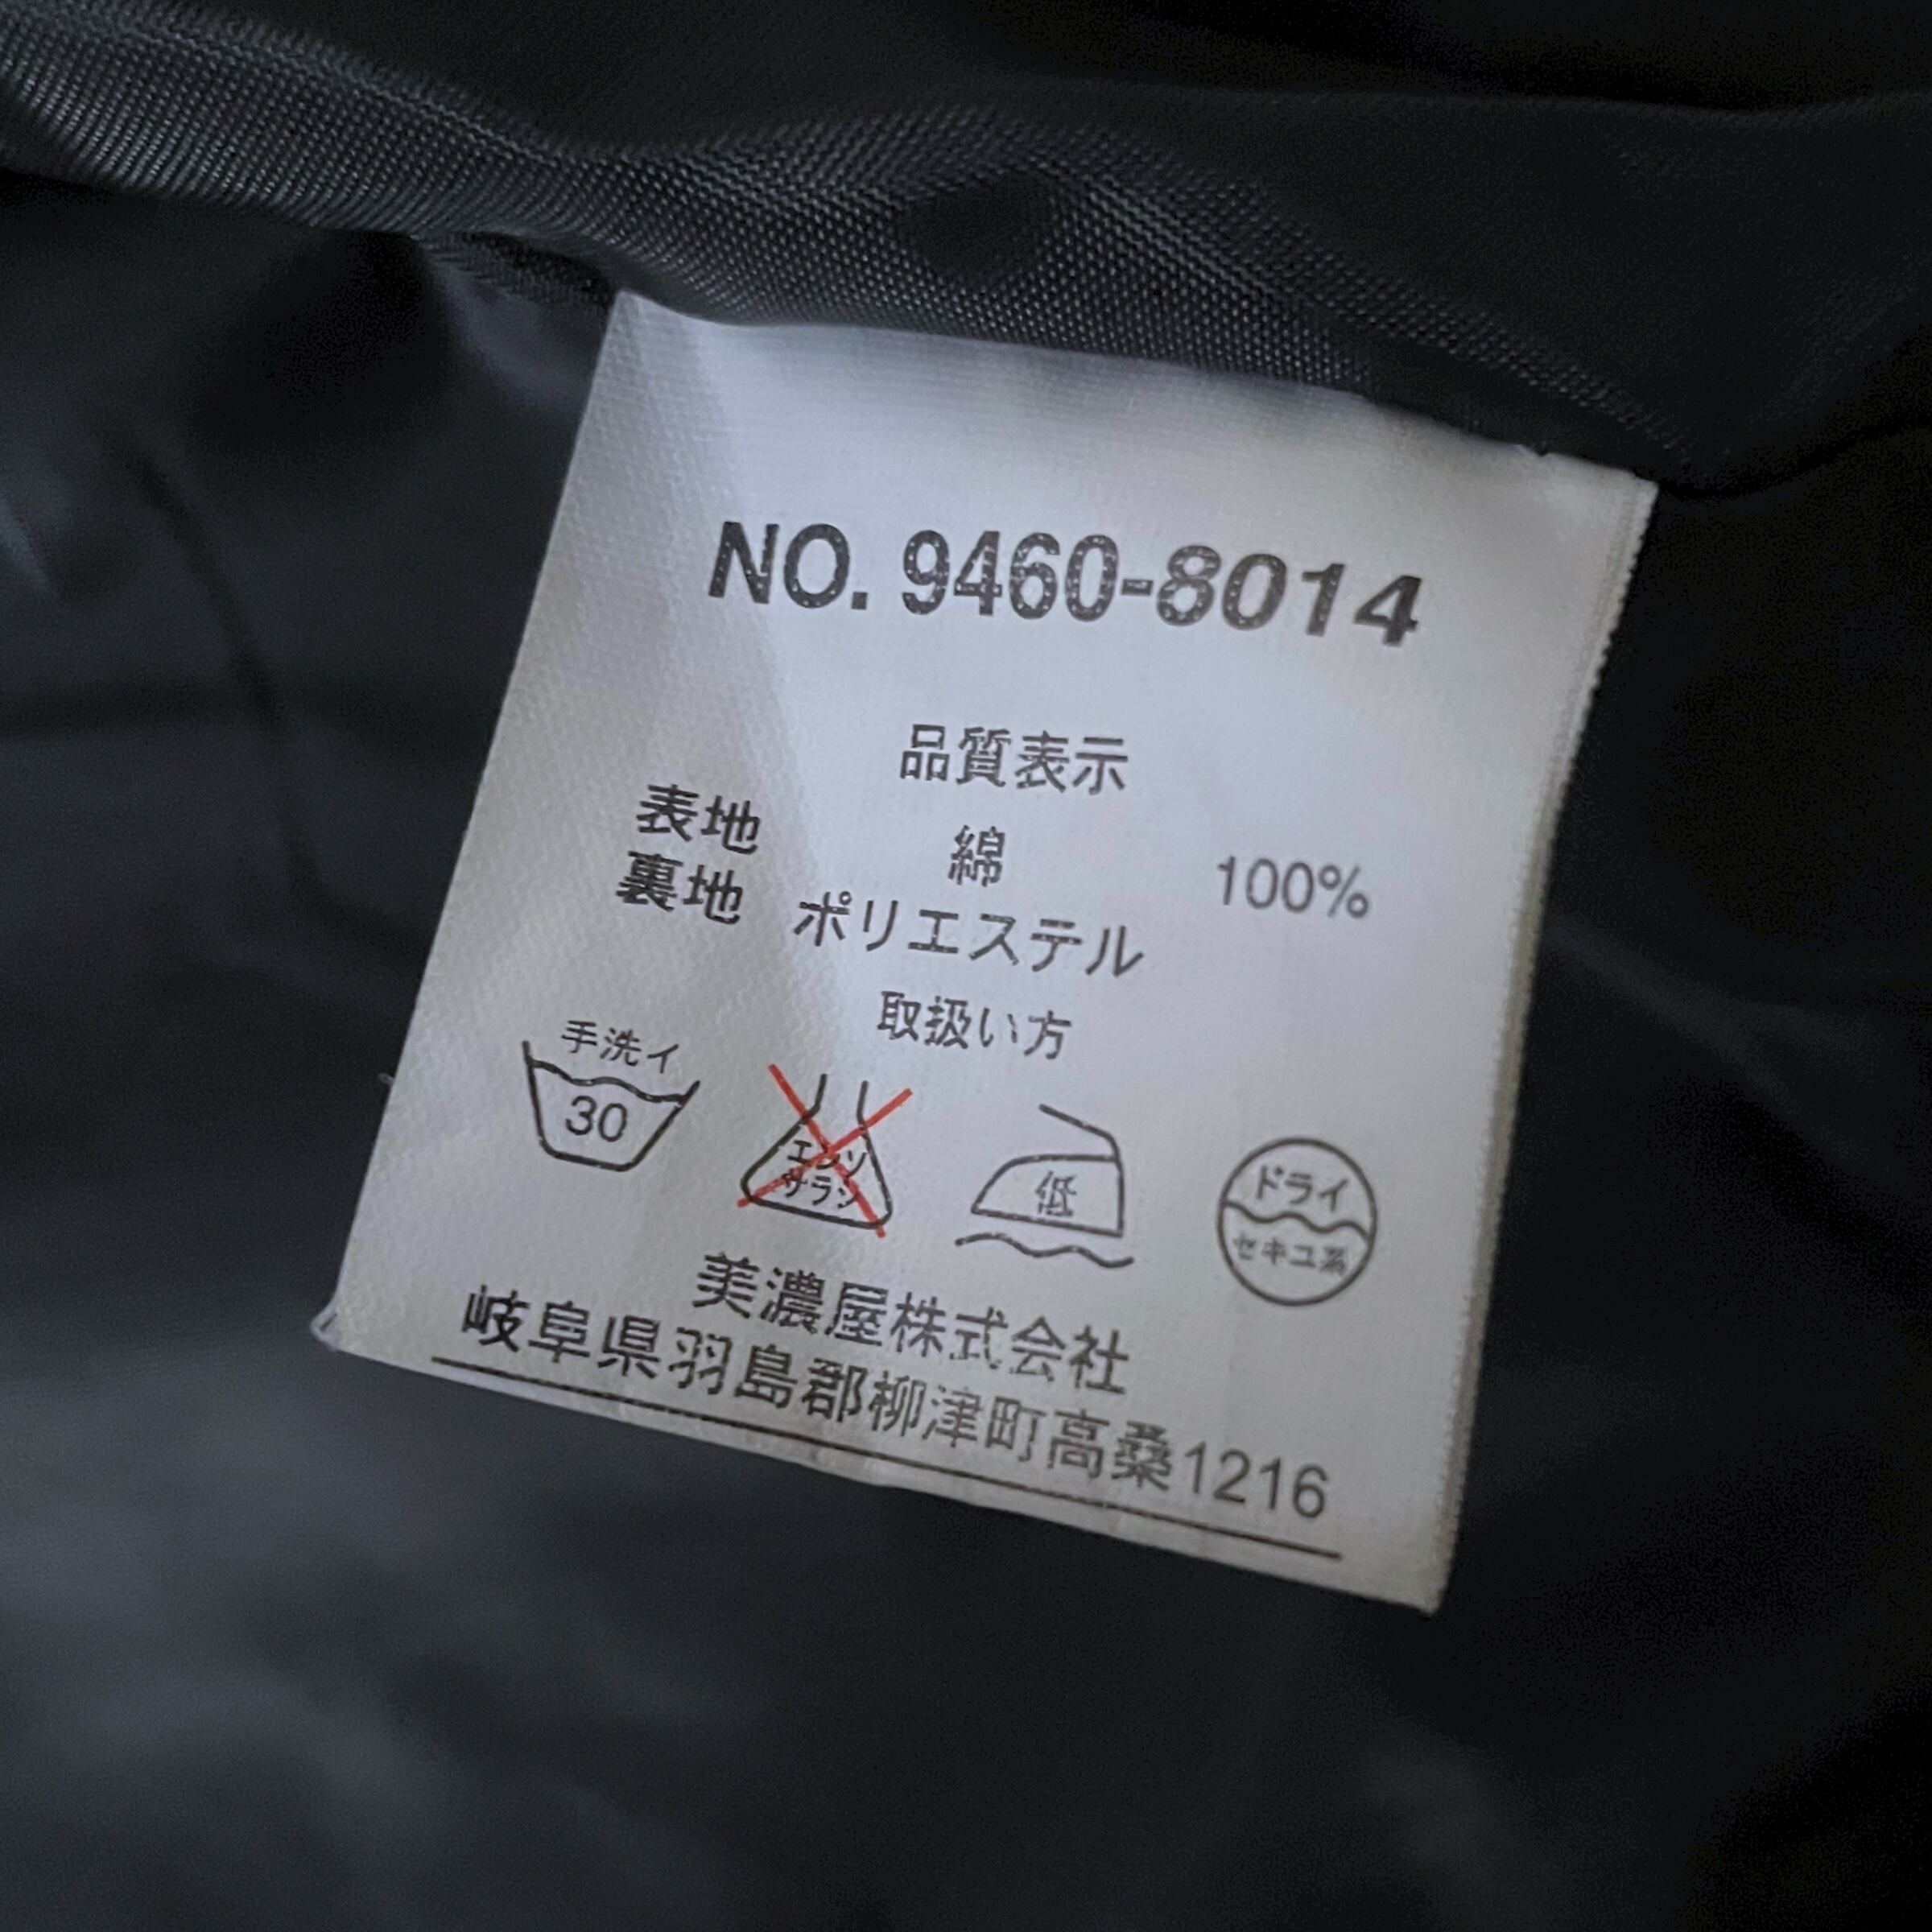 NO. 9460-8014
品質表示
表地 綿 100%
裏地 ポリエステル
取扱い方
手洗イ
30
エンソ
サラシ
低
ドライ
セキユ系
美濃屋株式会社
岐阜県羽島郡柳津町高桑1216